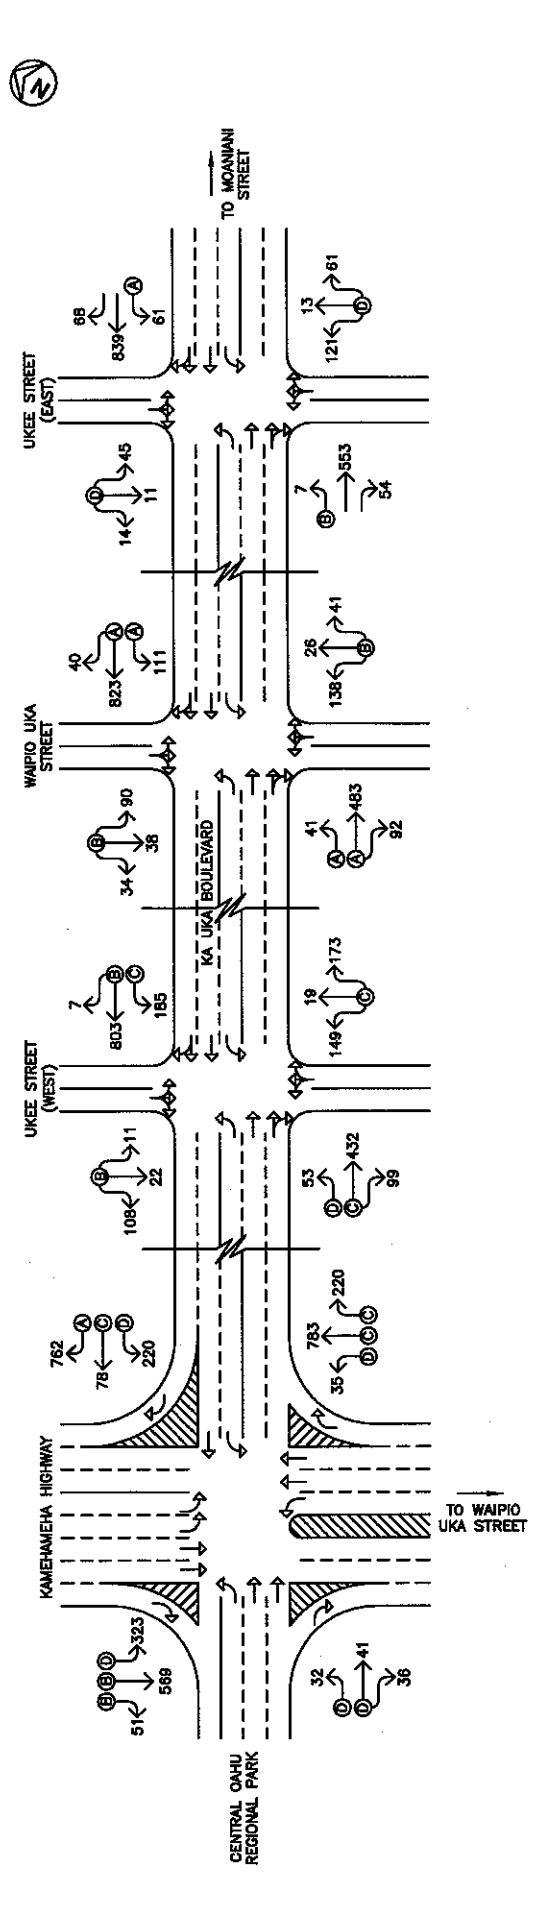 N
TO MOANIANI
STREET
UKEE STREET
(EAST)
68
839
61
A
13
61
121
D
D
45
11
14
7
553
54
B
WAIPIO UKA
STREET
40
823
111
A
A
26
41
138
B
B
90
38
34
41
483
92
A
A
KA UKA BOULEVARD
UKEE STREET
(WEST)
7
803
185
B
C
19
173
149
C
B
11
22
108
53
432
99
D
C
KAMEHAMEHA HIGHWAY
762
78
220
A
C
D
783
220
35
D
C
C
TO WAIPIO
UKA STREET
B
B
D
323
569
51
32
41
36
D
D
CENTRAL OAHU
REGIONAL PARK